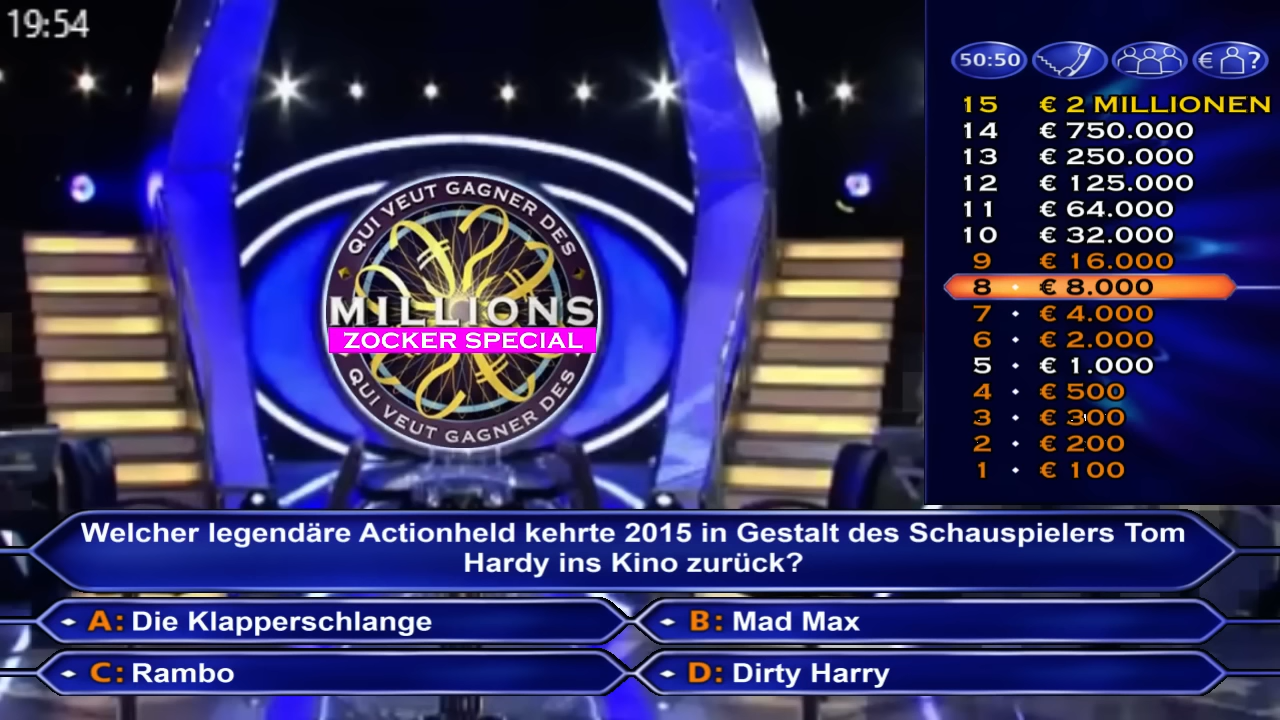 19:54
QUI VEUT GAGNER DES
MILLIONS
ZOCKER SPECIAL
QUI VEUT GAGNER DES
50:50
€ ?
15 € 2 MILLIONEN
14 € 750.000
13 € 250.000
12 € 125.000
11 € 64.000
10 € 32.000
9 € 16.000
8 € 8.000
7 € 4.000
6 € 2.000
5 € 1.000
4 € 500
3 € 300
2 € 200
1 € 100
Welcher legendäre Actionheld kehrte 2015 in Gestalt des Schauspielers Tom
Hardy ins Kino zurück?
A: Die Klapperschlange
B: Mad Max
C: Rambo
D: Dirty Harry